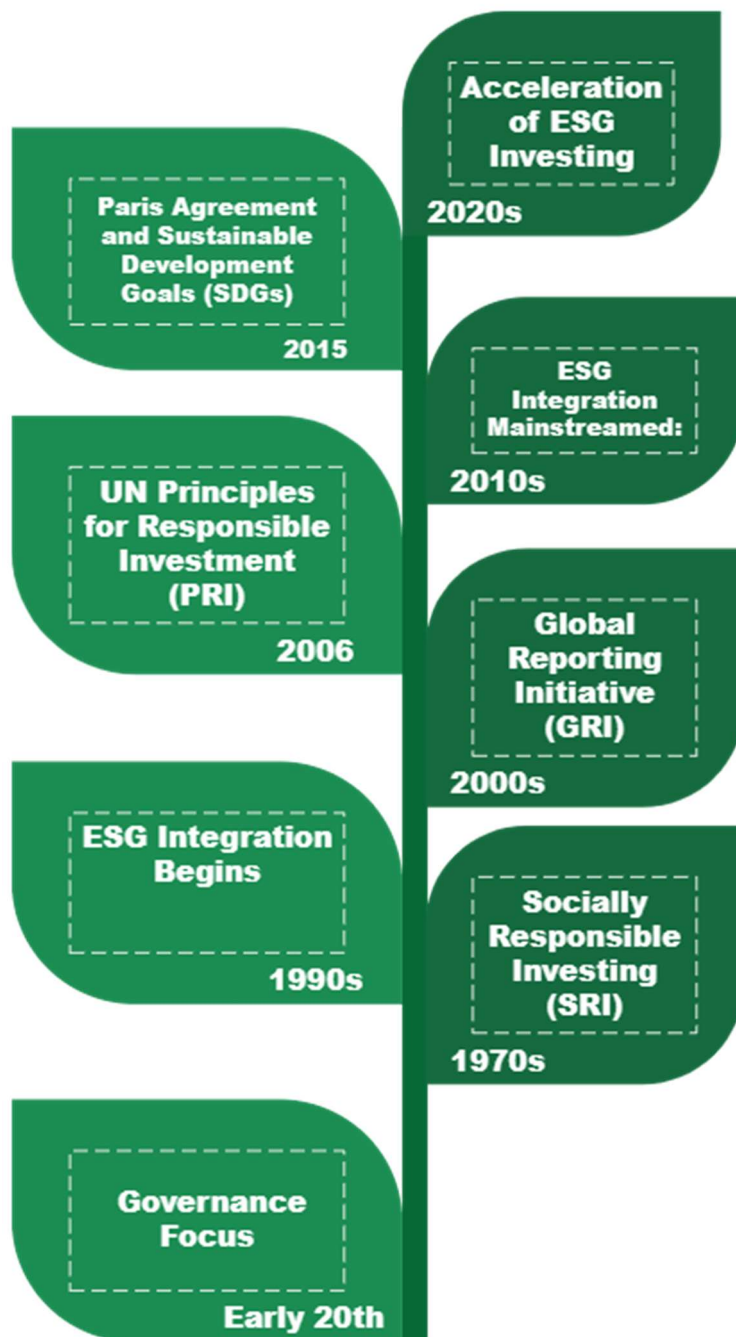 Acceleration
of ESG
Investing
2020s
Paris Agreement
and Sustainable
Development
Goals (SDGs)
2015
ESG
Integration
Mainstreamed:
2010s
UN Principles
for Responsible
Investment
(PRI)
2006
Global
Reporting
Initiative
(GRI)
2000s
ESG Integration
Begins
1990s
Socially
Responsible
Investing
(SRI)
1970s
Governance
Focus
Early 20th